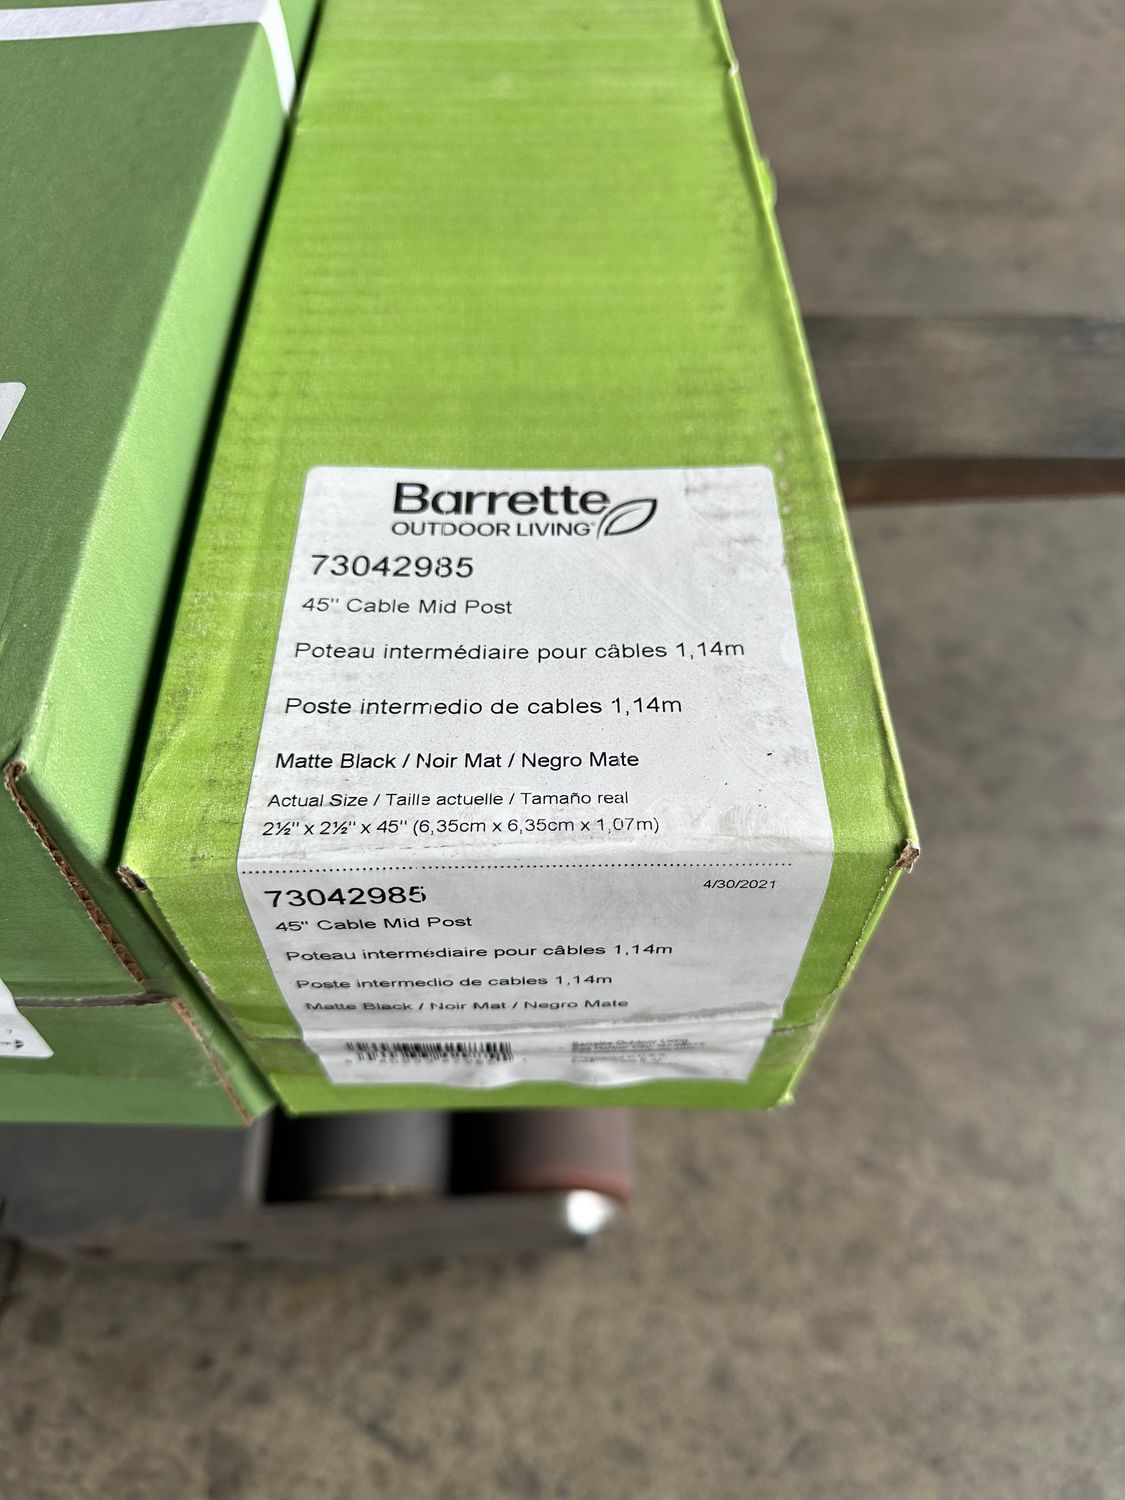 Barrette
OUTDOOR LIVING
73042985
45" Cable Mid Post
Poteau intermédiaire pour câbles 1,14m
Poste intermedio de cables 1,14m
Matte Black / Noir Mat / Negro Mate
Actual Size / Taille actuelle / Tamaño real
2½" x 2½" x 45" (6,35cm x 6,35cm x 1,07m)
73042985
4/30/2021
45" Cable Mid Post
Poteau intermédiaire pour câbles 1,14m
Poste intermedio de cables 1,14m
Matte Black / Noir Mat / Negro Mate
Barrette Outdoor Living